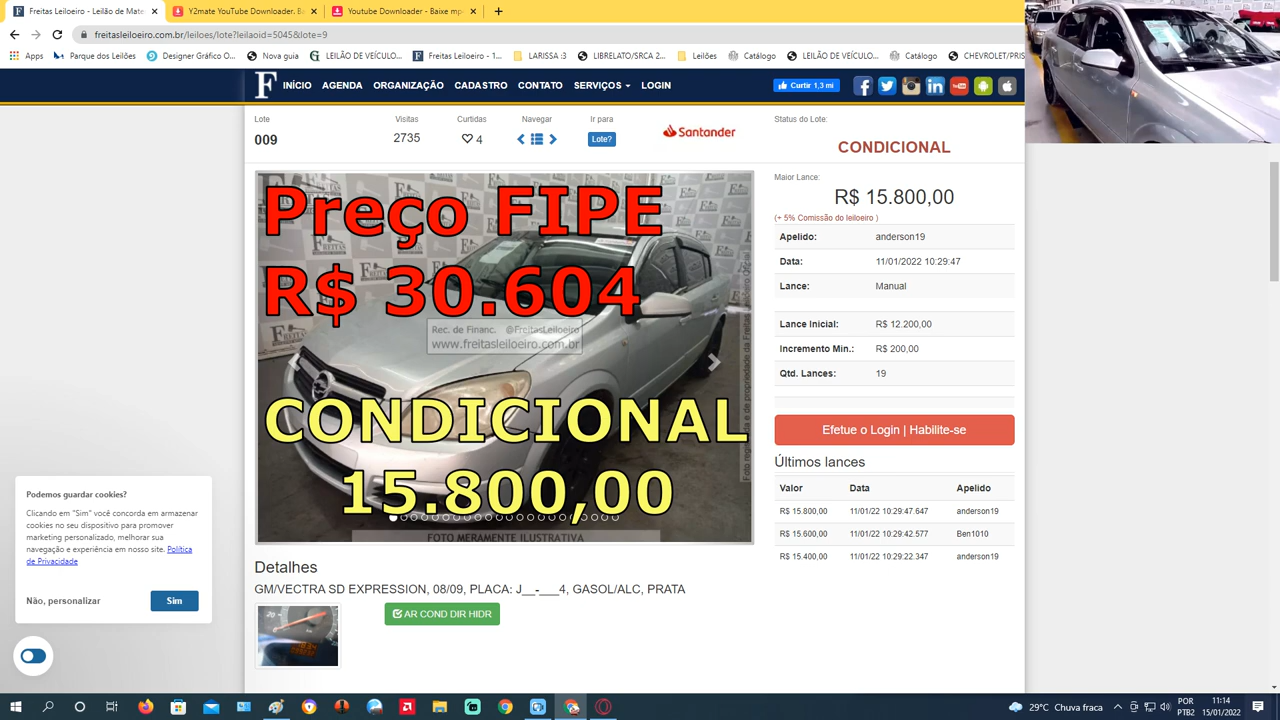 Freitas Leiloeiro - Leilão de Mate
Y2mate YouTube Downloader. Ba
Youtube Downloader - Baixe mp
freitasleiloeiro.com.br/leiloes/lote?leilaoid=5045&lote=9
Apps
Parque dos Leilões
Designer Gráfico O...
Nova guia
LEILÃO DE VEÍCULO...
Freitas Leiloeiro - 1...
LARISSA :3
LIBRELATO/SRCA 2...
Leilões
Catálogo
LEILÃO DE VEÍCULO...
Catálogo
CHEVROLET/PRIS
F
INÍCIO AGENDA ORGANIZAÇÃO CADASTRO CONTATO SERVIÇOS LOGIN
Curtir 1,3 mi
Lote Visitas Curtidas Navegar Ir para
009 2735 4 Lote?
Santander
Status do Lote:
CONDICIONAL
Preço FIPE
R$ 30.604
Rec. de Financ. @FreitasLeiloeiro
www.freitasleiloeiro.com.br
CONDICIONAL
15.800,00
FOTO MERAMENTE ILUSTRATIVA
Maior Lance:
R$ 15.800,00
(+ 5% Comissão do leiloeiro )
Apelido: anderson19
Data: 11/01/2022 10:29:47
Lance: Manual
Lance Inicial: R$ 12.200,00
Incremento Min.: R$ 200,00
Qtd. Lances: 19
Efetue o Login | Habilite-se
Últimos lances
Valor Data Apelido
R$ 15.800,00 11/01/22 10:29:47.647 anderson19
R$ 15.600,00 11/01/22 10:29:42.577 Ben1010
R$ 15.400,00 11/01/22 10:29:22.347 anderson19
Detalhes
GM/VECTRA SD EXPRESSION, 08/09, PLACA: J__-___4, GASOL/ALC, PRATA
AR COND DIR HIDR
Podemos guardar cookies?
Clicando em "Sim" você concorda em armazenar
cookies no seu dispositivo para promover
marketing personalizado, melhorar sua
navegação e experiência em nosso site. Política
de Privacidade
Não, personalizar
Sim
29°C Chuva fraca
POR
PTB2
11:14
15/01/2022